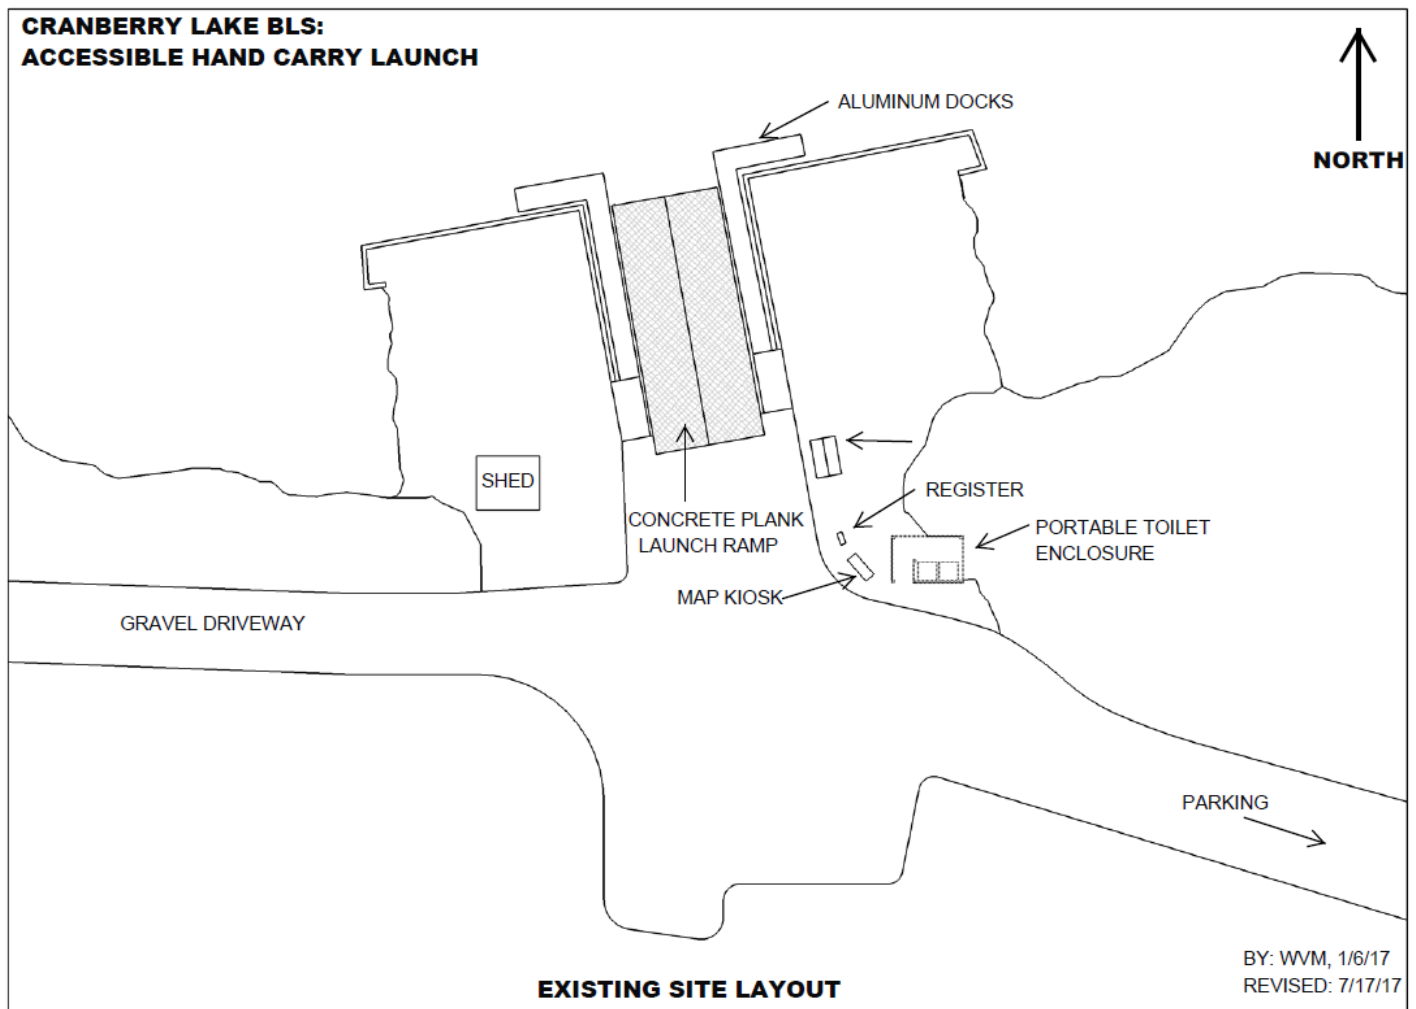 CRANBERRY LAKE BLS:
ACCESSIBLE HAND CARRY LAUNCH
ALUMINUM DOCKS
NORTH
SHED
REGISTER
CONCRETE PLANK
LAUNCH RAMP
PORTABLE TOILET
ENCLOSURE
MAP KIOSK
GRAVEL DRIVEWAY
PARKING
BY: WVM, 1/6/17
REVISED: 7/17/17
EXISTING SITE LAYOUT